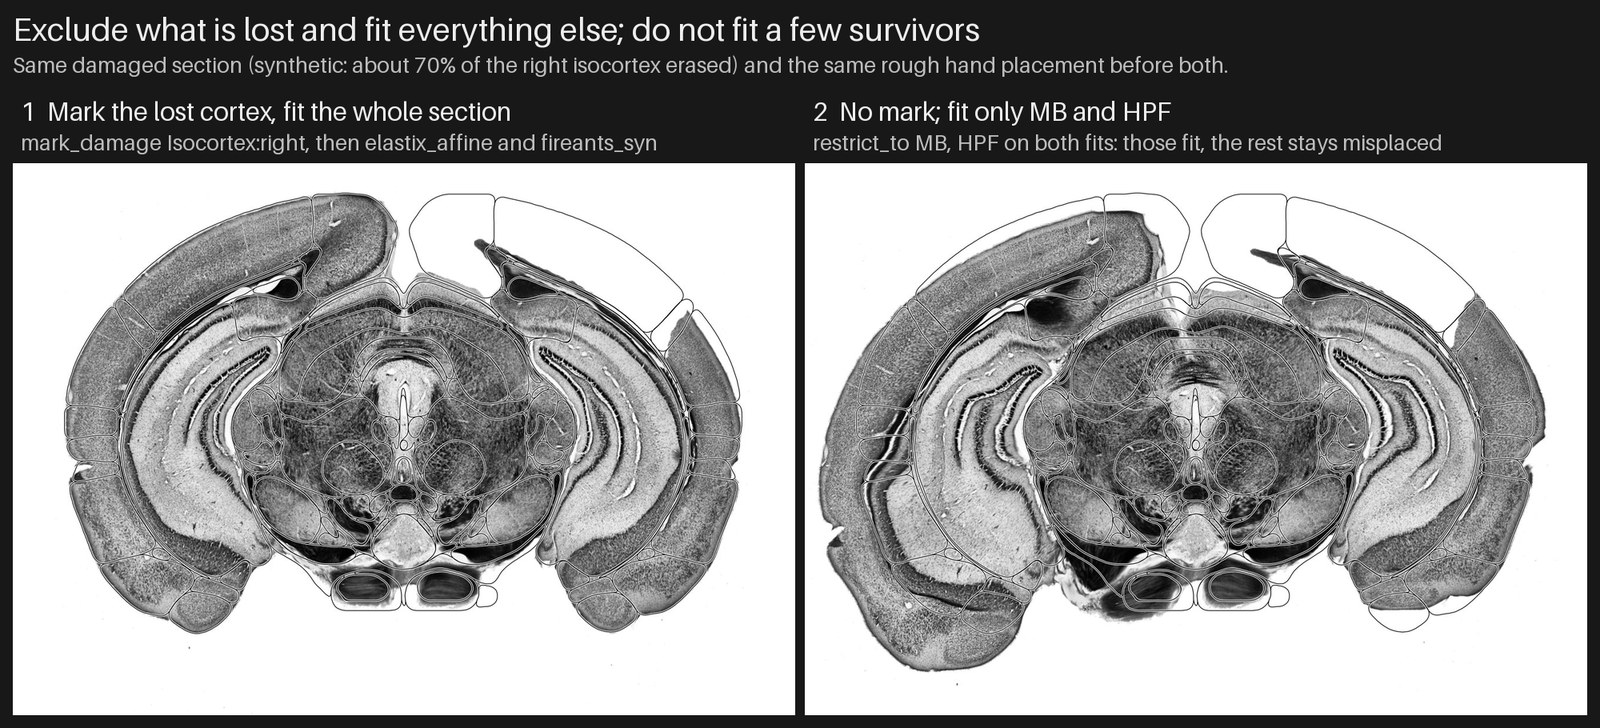 Exclude what is lost and fit everything else; do not fit a few survivors
Same damaged section (synthetic: about 70% of the right isocortex erased) and the same rough hand placement before both.
1 Mark the lost cortex, fit the whole section
mark_damage Isocortex:right, then elastix_affine and fireants_syn
2 No mark; fit only MB and HPF
restrict_to MB, HPF on both fits: those fit, the rest stays misplaced